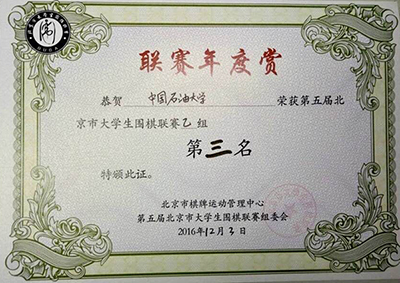 联赛年度赏
恭贺 中国石油大学 荣获第五届北
京市大学生围棋联赛乙组
第三名
特颁此证。
北京市棋牌运动管理中心
第五届北京市大学生围棋联赛组委会
2016年12月3日